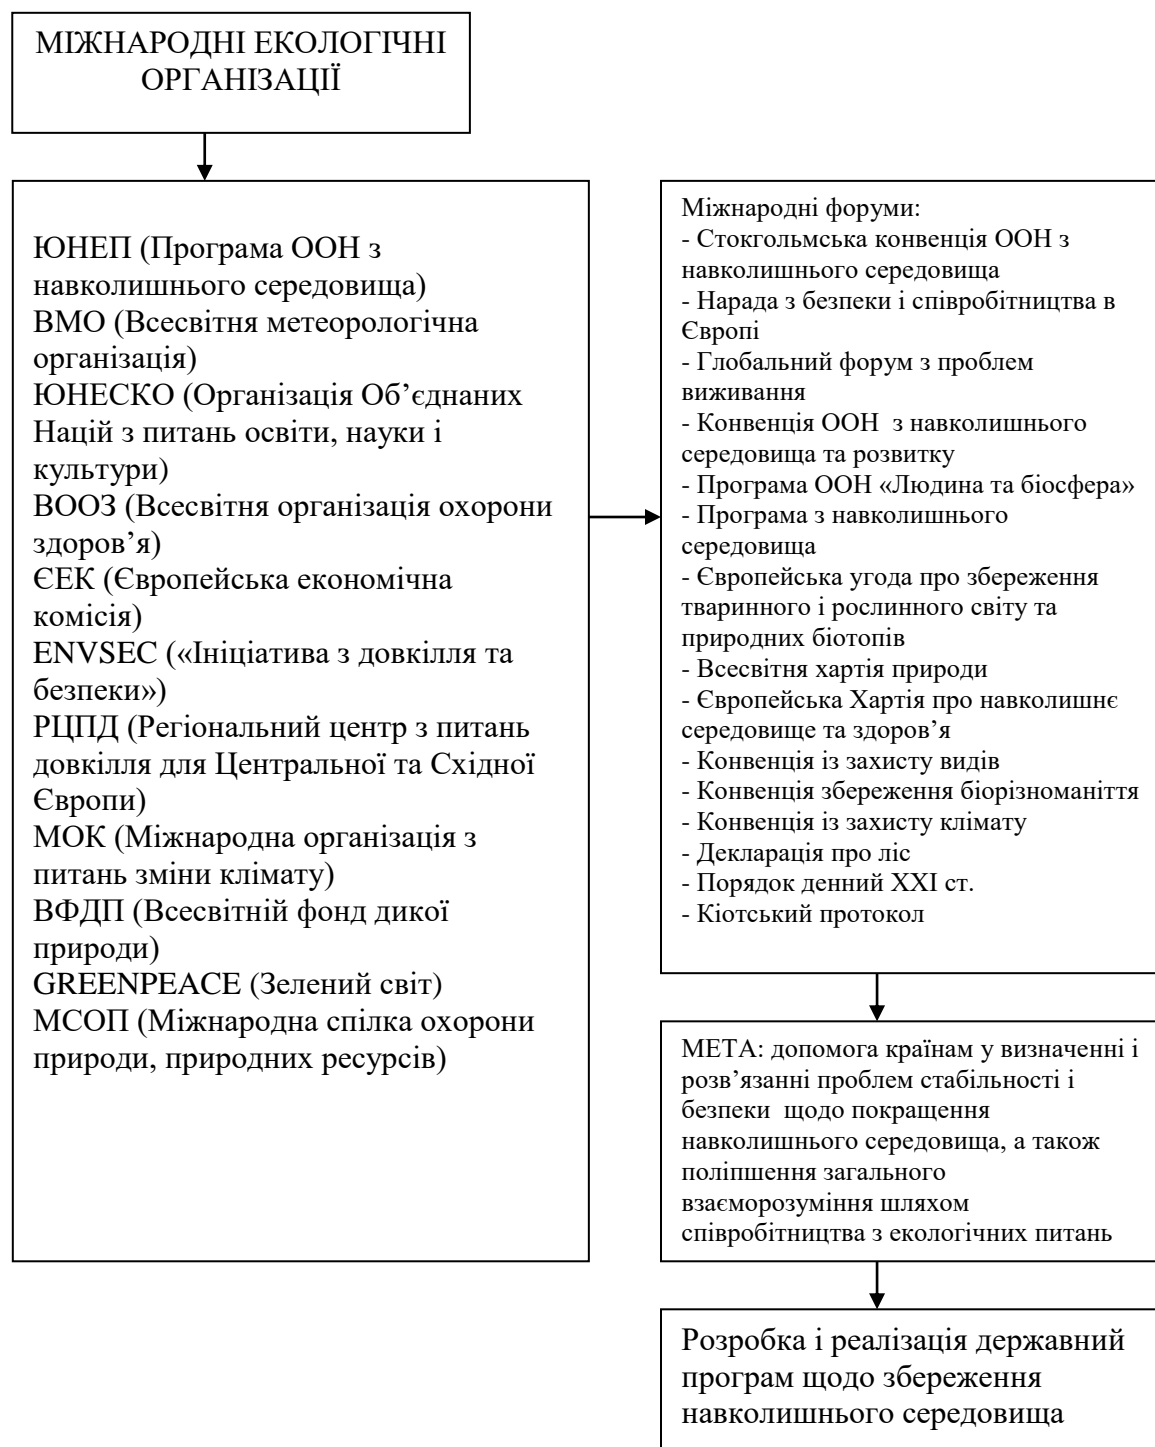 МІЖНАРОДНІ ЕКОЛОГІЧНІ
ОРГАНІЗАЦІЇ
ЮНЕП (Програма ООН з
навколишнього середовища)
ВМО (Всесвітня метеорологічна
організація)
ЮНЕСКО (Організація Об’єднаних
Націй з питань освіти, науки і
культури)
ВООЗ (Всесвітня організація охорони
здоров’я)
ЄЕК (Європейська економічна
комісія)
ENVSEC («Ініціатива з довкілля та
безпеки»)
РЦПД (Регіональний центр з питань
довкілля для Центральної та Східної
Європи)
МОК (Міжнародна організація з
питань зміни клімату)
ВФДП (Всесвітній фонд дикої
природи)
GREENPEACE (Зелений світ)
МСОП (Міжнародна спілка охорони
природи, природних ресурсів)
Міжнародні форуми:
- Стокгольмська конвенція ООН з
навколишнього середовища
- Нарада з безпеки і співробітництва в
Європі
- Глобальний форум з проблем
виживання
- Конвенція ООН  з навколишнього
середовища та розвитку
- Програма ООН «Людина та біосфера»
- Програма з навколишнього
середовища
- Європейська угода про збереження
тваринного і рослинного світу та
природних біотопів
- Всесвітня хартія природи
- Європейська Хартія про навколишнє
середовище та здоров’я
- Конвенція із захисту видів
- Конвенція збереження біорізноманіття
- Конвенція із захисту клімату
- Декларація про ліс
- Порядок денний XXI ст.
- Кіотський протокол
МЕТА: допомога країнам у визначенні і
розв’язанні проблем стабільності і
безпеки  щодо покращення
навколишнього середовища, а також
поліпшення загального
взаєморозуміння шляхом
співробітництва з екологічних питань
Розробка і реалізація державний
програм щодо збереження
навколишнього середовища